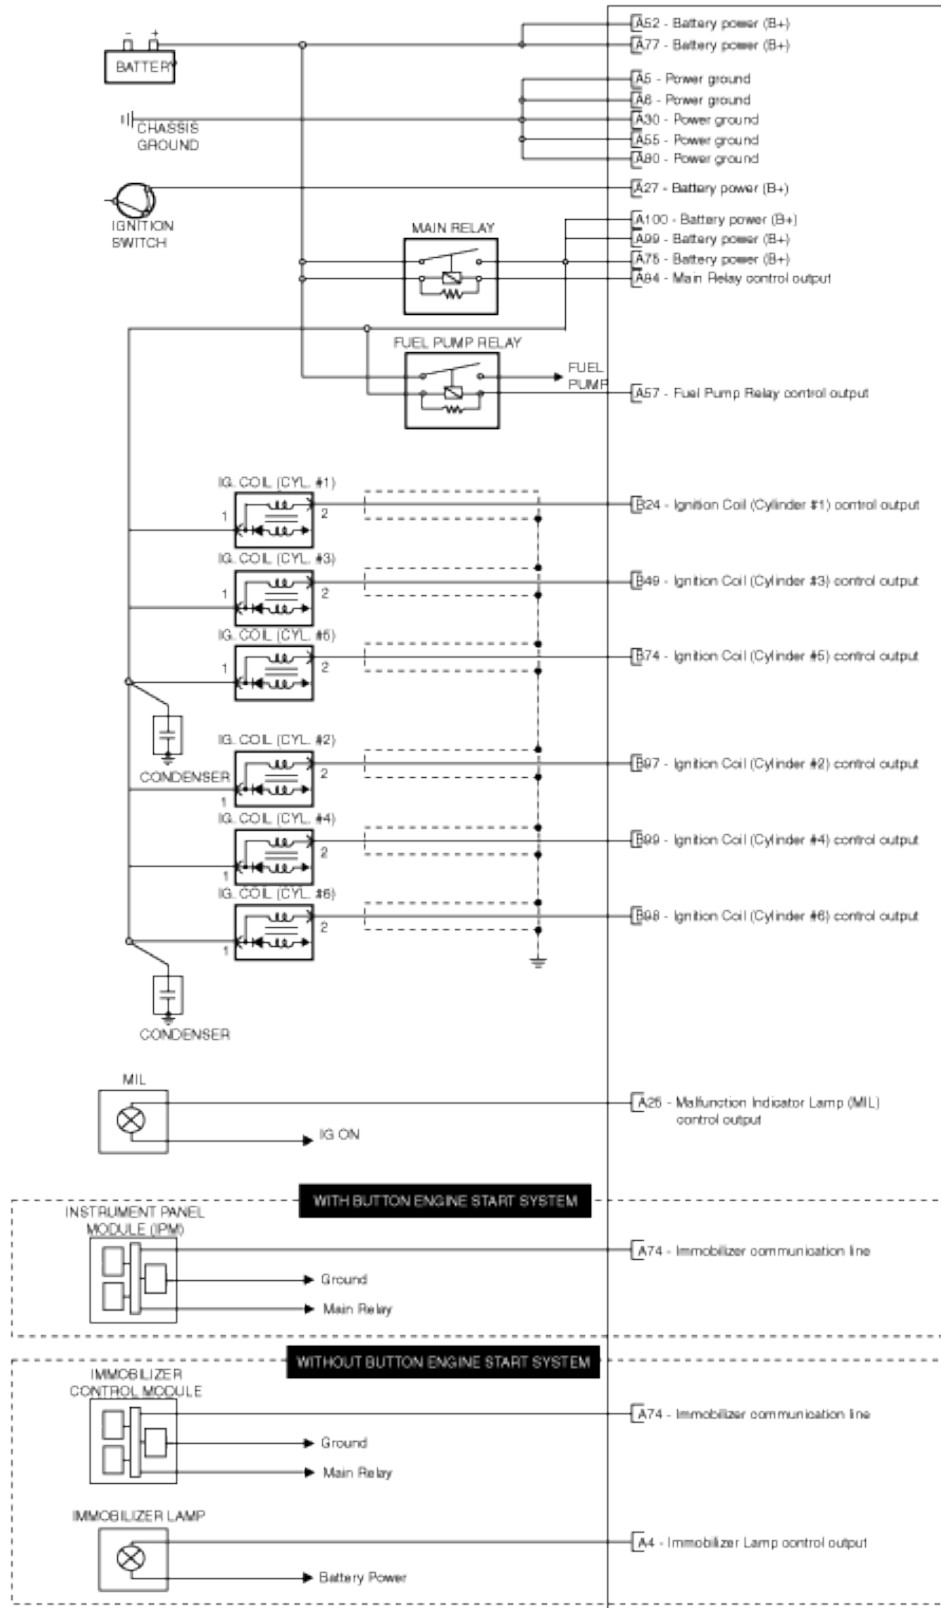 A52 - Battery power (B+)
- +
A77 - Battery power (B+)
BATTERY
A5 - Power ground
A6 - Power ground
A30 - Power ground
CHASSIS
GROUND
A55 - Power ground
A80 - Power ground
A27 - Battery power (B+)
IGNITION
SWITCH
A100 - Battery power (B+)
MAIN RELAY
A99 - Battery power (B+)
A75 - Battery power (B+)
A84 - Main Relay control output
FUEL PUMP RELAY
FUEL
PUMP
A57 - Fuel Pump Relay control output
IG. COIL (CYL. #1)
1
2
B24 - Ignition Coil (Cylinder #1) control output
IG. COIL (CYL. #3)
1
2
B49 - Ignition Coil (Cylinder #3) control output
IG. COIL (CYL. #5)
1
2
B74 - Ignition Coil (Cylinder #5) control output
CONDENSER
IG. COIL (CYL. #2)
1
2
B97 - Ignition Coil (Cylinder #2) control output
IG. COIL (CYL. #4)
1
2
B99 - Ignition Coil (Cylinder #4) control output
IG. COIL (CYL. #6)
1
2
B98 - Ignition Coil (Cylinder #6) control output
CONDENSER
MIL
A25 - Malfunction Indicator Lamp (MIL)
control output
IG ON
WITH BUTTON ENGINE START SYSTEM
INSTRUMENT PANEL
MODULE (IPM)
A74 - Immobilizer communication line
Ground
Main Relay
WITHOUT BUTTON ENGINE START SYSTEM
IMMOBILIZER
CONTROL MODULE
A74 - Immobilizer communication line
Ground
Main Relay
IMMOBILIZER LAMP
A4 - Immobilizer Lamp control output
Battery Power